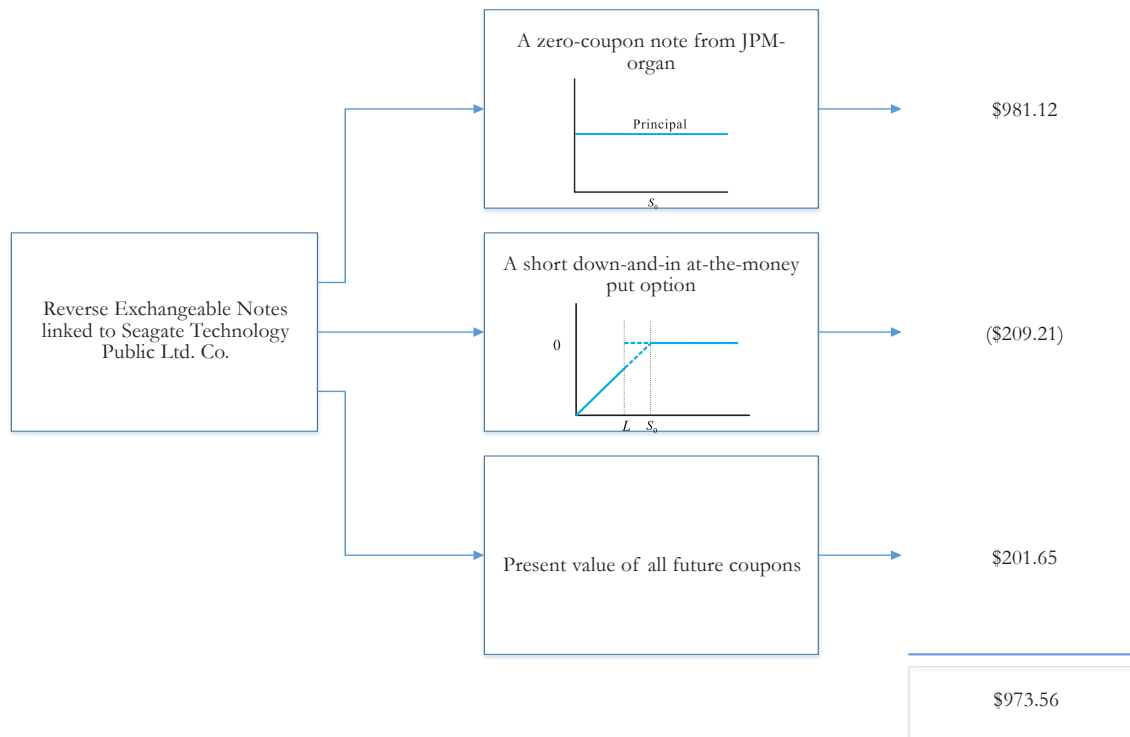 A zero-coupon note from JPM-
organ
Principal
S₀
$981.12
Reverse Exchangeable Notes
linked to Seagate Technology
Public Ltd. Co.
A short down-and-in at-the-money
put option
0
L S₀
($209.21)
Present value of all future coupons
$201.65
$973.56